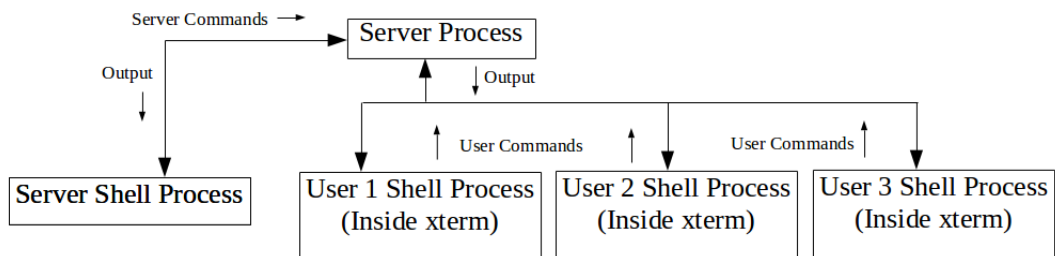 Server Commands
Server Process
Output
Output
User Commands
User Commands
Server Shell Process
User 1 Shell Process
(Inside xterm)
User 2 Shell Process
(Inside xterm)
User 3 Shell Process
(Inside xterm)